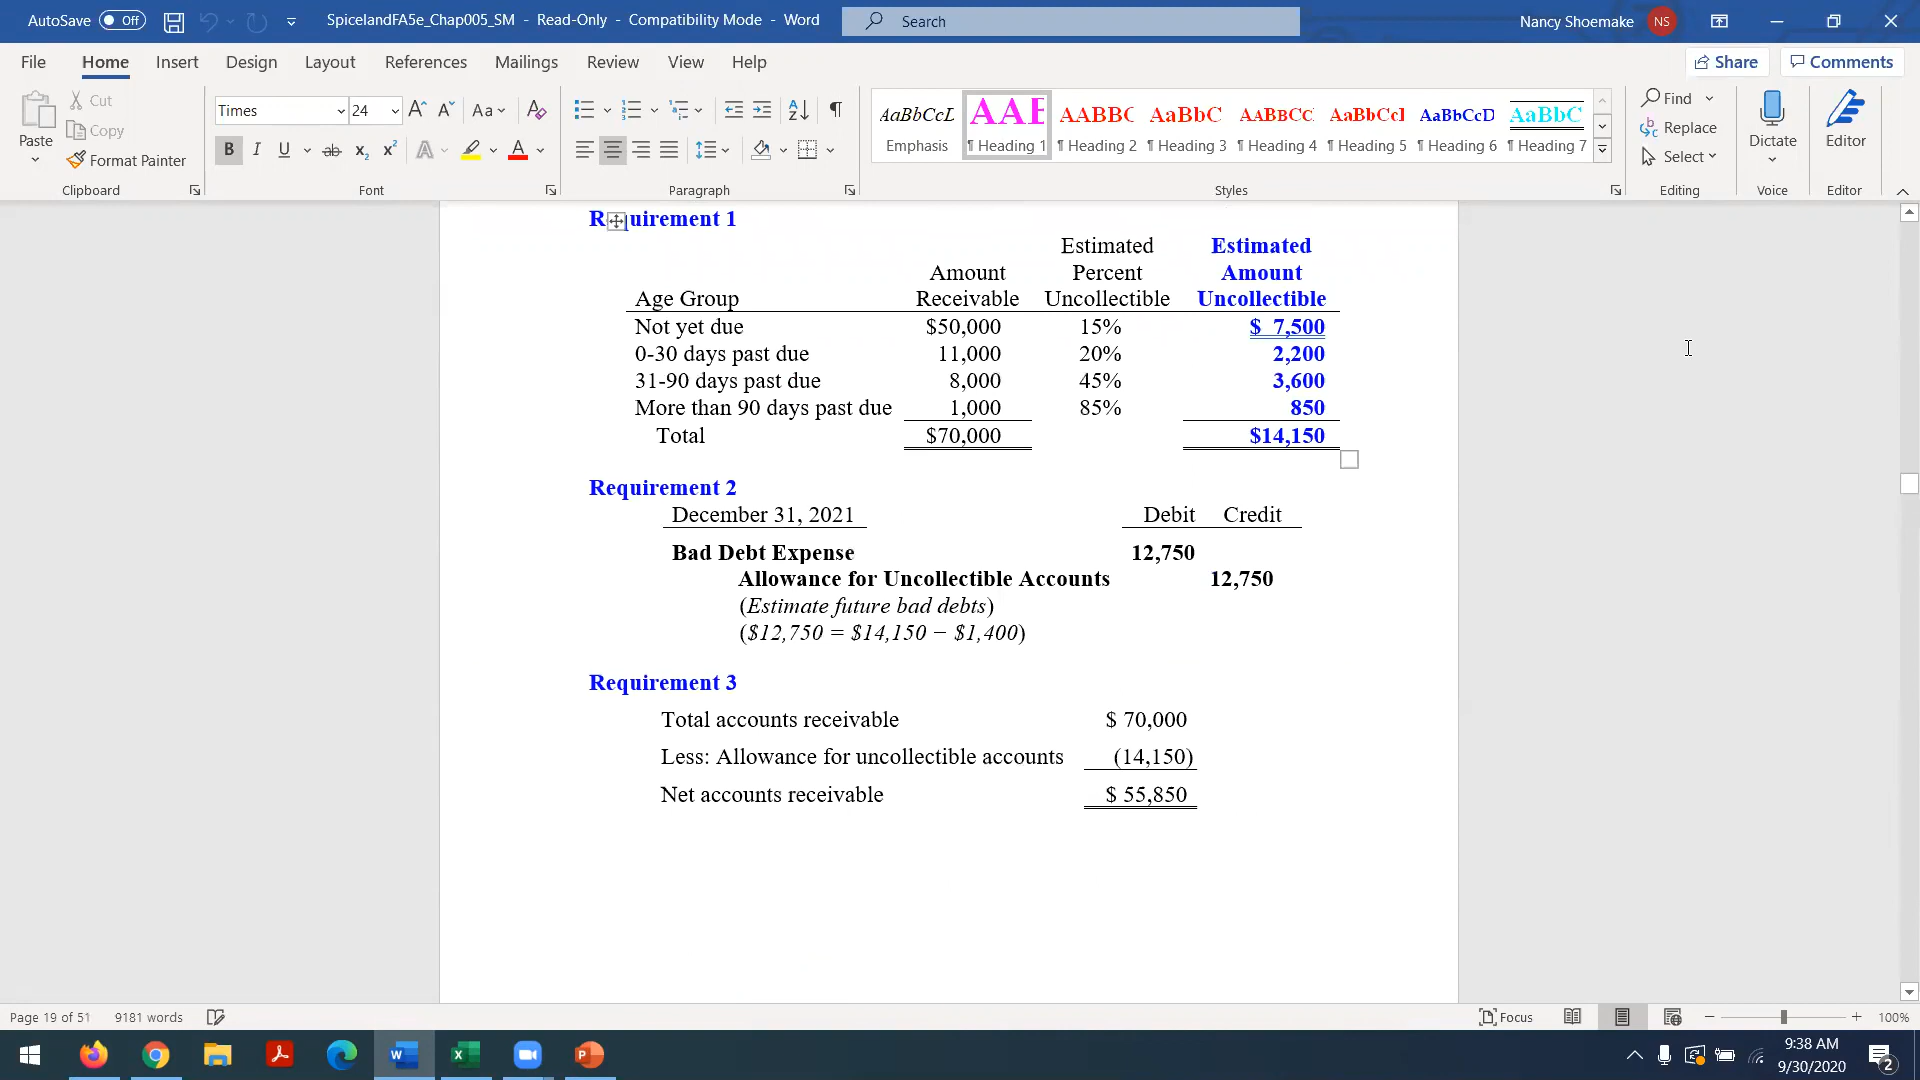 AutoSave Off SpicelandFA5e_Chap005_SM - Read-Only - Compatibility Mode - Word Search Nancy Shoemake NS
File Home Insert Design Layout References Mailings Review View Help Share Comments
Paste Cut Copy Format Painter
Clipboard
Times 24 Aa
B I U ab x₂ x² A A
Font
Paragraph
AaBbCcL AAE AABBC AaBbC AABBCC AaBbCcI AaBbCcD AaBbC
Emphasis ¶ Heading 1 ¶ Heading 2 ¶ Heading 3 ¶ Heading 4 ¶ Heading 5 ¶ Heading 6 ¶ Heading 7
Styles
Find
Replace
Select
Editing
Dictate
Voice
Editor
Editor
Requirement 1
Estimated Estimated
Amount Percent Amount
Age Group Receivable Uncollectible Uncollectible
Not yet due $50,000 15% $ 7,500
0-30 days past due 11,000 20% 2,200
31-90 days past due 8,000 45% 3,600
More than 90 days past due 1,000 85% 850
Total $70,000 $14,150
Requirement 2
December 31, 2021 Debit Credit
Bad Debt Expense 12,750
Allowance for Uncollectible Accounts 12,750
(Estimate future bad debts)
($12,750 = $14,150 − $1,400)
Requirement 3
Total accounts receivable $ 70,000
Less: Allowance for uncollectible accounts (14,150)
Net accounts receivable $ 55,850
Page 19 of 51 9181 words Focus 100%
9:38 AM
9/30/2020
2